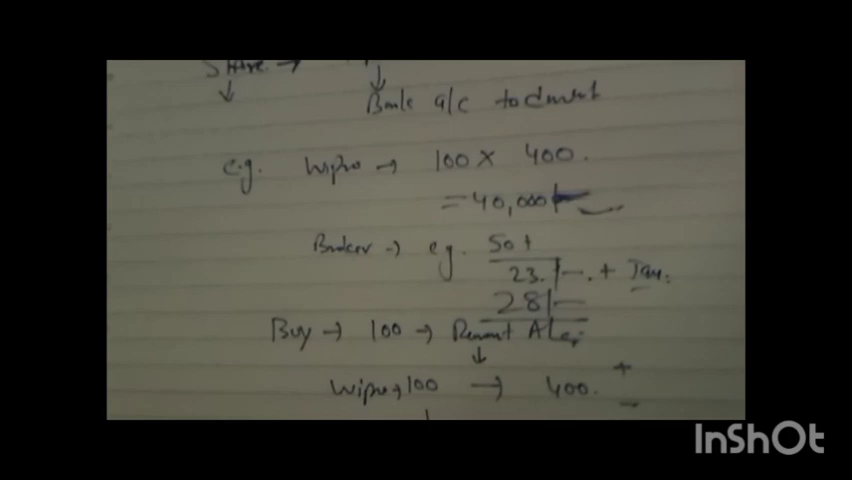 Share →
↓ ↓
Bank a/c to demat
e.g. Wipro → 100 × 400.
= 40,000/-
Broker → e.g. 50+
23./-. + Tax.
28/-
Buy → 100 → Demat A/c
↓
Wipro → 100 → 400. +
-
InShOt